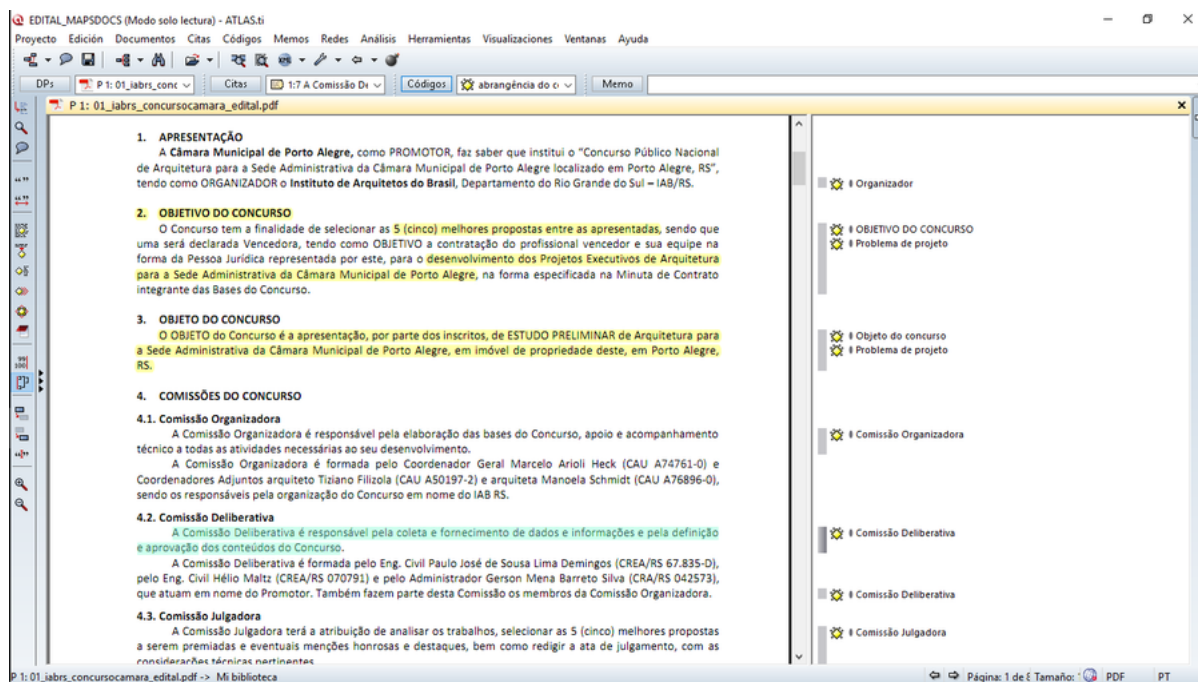 EDITAL_MAPSDOCS (Modo solo lectura) - ATLAS.ti
Proyecto Edición Documentos Citas Códigos Memos Redes Análisis Herramientas Visualizaciones Ventanas Ayuda
DPs P 1: 01_iabrs_conc Citas 1:7 A Comissão De Códigos abrangência do c Memo
P 1: 01_iabrs_concursocamara_edital.pdf
1. APRESENTAÇÃO
A Câmara Municipal de Porto Alegre, como PROMOTOR, faz saber que institui o “Concurso Público Nacional
de Arquitetura para a Sede Administrativa da Câmara Municipal de Porto Alegre localizado em Porto Alegre, RS”,
tendo como ORGANIZADOR o Instituto de Arquitetos do Brasil, Departamento do Rio Grande do Sul – IAB/RS.
Organizador
2. OBJETIVO DO CONCURSO
O Concurso tem a finalidade de selecionar as 5 (cinco) melhores propostas entre as apresentadas, sendo que
uma será declarada Vencedora, tendo como OBJETIVO a contratação do profissional vencedor e sua equipe na
forma da Pessoa Jurídica representada por este, para o desenvolvimento dos Projetos Executivos de Arquitetura
para a Sede Administrativa da Câmara Municipal de Porto Alegre, na forma especificada na Minuta de Contrato
integrante das Bases do Concurso.
OBJETIVO DO CONCURSO
Problema de projeto
3. OBJETO DO CONCURSO
O OBJETO do Concurso é a apresentação, por parte dos inscritos, de ESTUDO PRELIMINAR de Arquitetura para
a Sede Administrativa da Câmara Municipal de Porto Alegre, em imóvel de propriedade deste, em Porto Alegre,
RS.
Objeto do concurso
Problema de projeto
4. COMISSÕES DO CONCURSO
4.1. Comissão Organizadora
A Comissão Organizadora é responsável pela elaboração das bases do Concurso, apoio e acompanhamento
técnico a todas as atividades necessárias ao seu desenvolvimento.
A Comissão Organizadora é formada pelo Coordenador Geral Marcelo Arioli Heck (CAU A74761-0) e
Coordenadores Adjuntos arquiteto Tiziano Filizola (CAU A50197-2) e arquiteta Manoela Schmidt (CAU A76896-0),
sendo os responsáveis pela organização do Concurso em nome do IAB RS.
Comissão Organizadora
4.2. Comissão Deliberativa
A Comissão Deliberativa é responsável pela coleta e fornecimento de dados e informações e pela definição
e aprovação dos conteúdos do Concurso.
Comissão Deliberativa
A Comissão Deliberativa é formada pelo Eng. Civil Paulo José de Sousa Lima Demingos (CREA/RS 67.835-D),
pelo Eng. Civil Hélio Maltz (CREA/RS 070791) e pelo Administrador Gerson Mena Barreto Silva (CRA/RS 042573),
que atuam em nome do Promotor. Também fazem parte desta Comissão os membros da Comissão Organizadora.
Comissão Deliberativa
4.3. Comissão Julgadora
A Comissão Julgadora terá a atribuição de analisar os trabalhos, selecionar as 5 (cinco) melhores propostas
a serem premiadas e eventuais menções honrosas e destaques, bem como redigir a ata de julgamento, com as
considerações técnicas pertinentes.
Comissão Julgadora
P 1: 01_iabrs_concursocamara_edital.pdf -> Mi biblioteca
Página: 1 de Tamaño: PDF PT